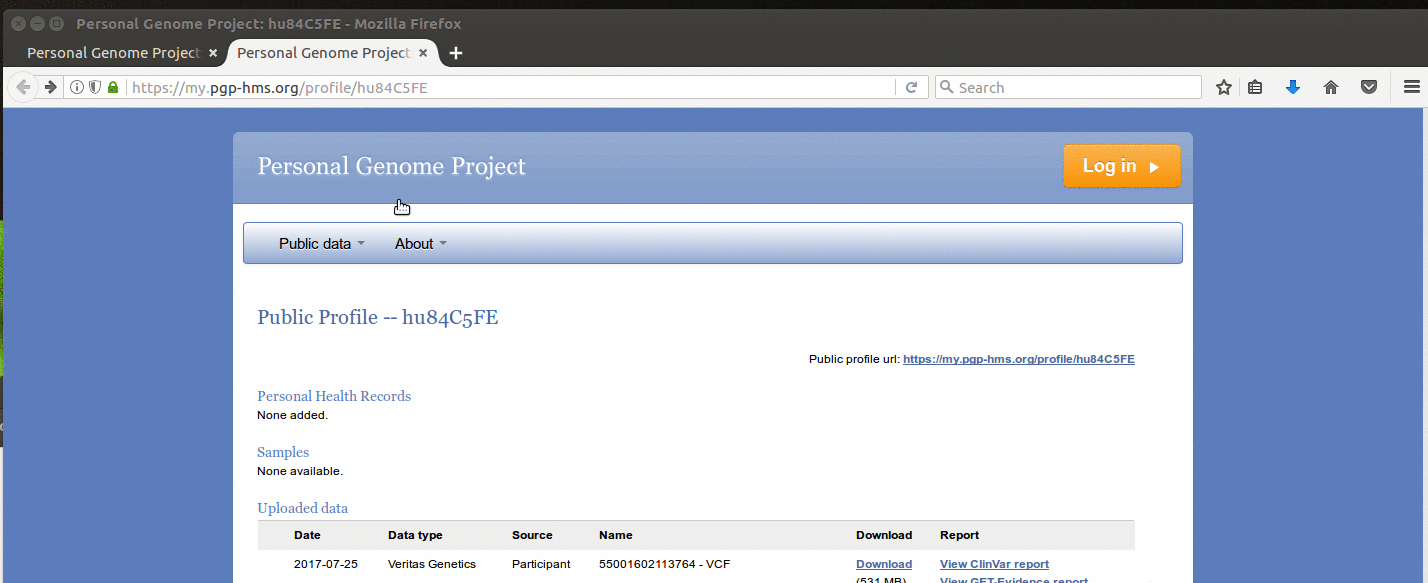 Personal Genome Project: hu84C5FE - Mozilla Firefox
Personal Genome Project Personal Genome Project
https://my.pgp-hms.org/profile/hu84C5FE Search
Personal Genome Project Log in
Public data About
Public Profile -- hu84C5FE
Public profile url: https://my.pgp-hms.org/profile/hu84C5FE
Personal Health Records
None added.
Samples
None available.
Uploaded data
Date Data type Source Name Download Report
2017-07-25 Veritas Genetics Participant 55001602113764 - VCF Download View ClinVar report
(531 MB) View GET-Evidence report